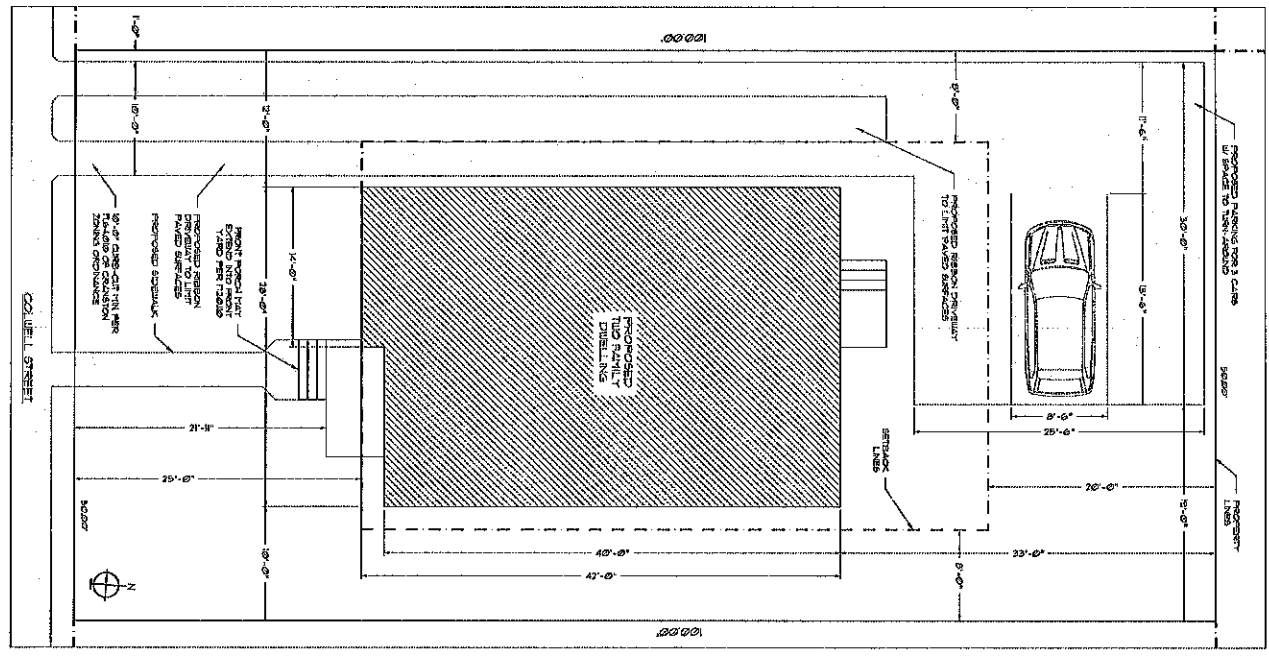 100.00'
PROPOSED PARKING FOR 3 CARS
W/ SPACE TO TURN-AROUND
50.00'
PROPERTY
LINES
30'-0"
12'-0"
11'-6"
18'-6"
8'-6"
25'-6"
20'-0"
33'-0"
8'-0"
8'-0"
PROPOSED RIBBON DRIVEWAY
TO LIMIT PAVED SURFACES
SETBACK
LINES
PROPOSED
TWO FAMILY
DWELLING
40'-0"
42'-0"
14'-0"
28'-0"
12'-0"
10'-0"
FRONT PORCH MAY
EXTEND INTO FRONT
YARD PER
PROPOSED RIBBON
DRIVEWAY TO LIMIT
PAVED SURFACES
PROPOSED SIDEWALK
10'-0" CURB-CUT MIN PER
OF CRANSTON
ZONING ORDINANCE
1'-0"
10'-0"
21'-11"
25'-0"
50.00'
N
100.00'
COLWELL STREET